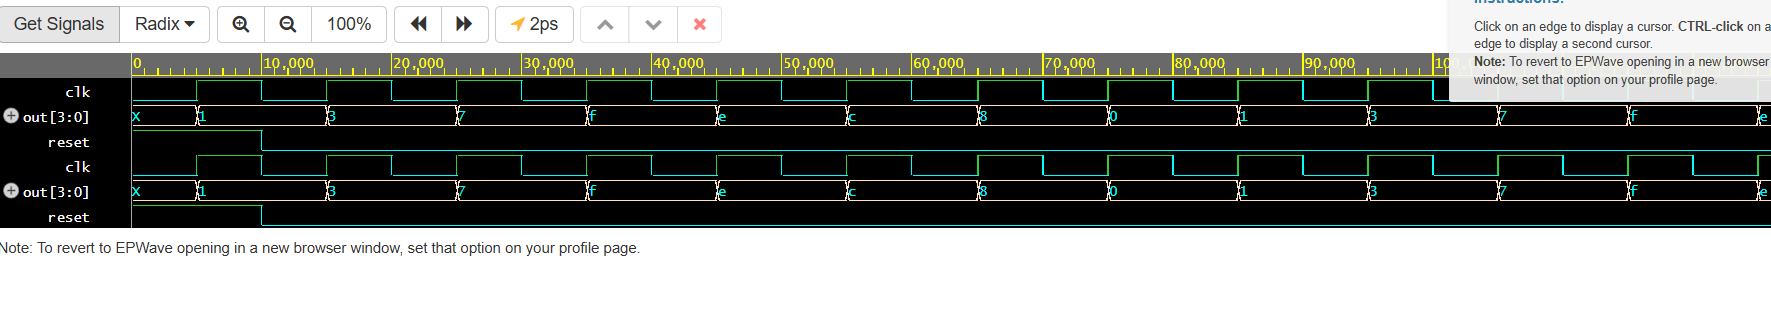 Get Signals Radix 100% 2ps
Instructions:
Click on an edge to display a cursor. CTRL-click on a
edge to display a second cursor.
Note: To revert to EPWave opening in a new browser
window, set that option on your profile page.
0 10,000 20,000 30,000 40,000 50,000 60,000 70,000 80,000 90,000 100,
clk
out[3:0] x 1 3 7 f e c 8 0 1 3 7 f e
reset
clk
out[3:0] x 1 3 7 f e c 8 0 1 3 7 f e
reset
Note: To revert to EPWave opening in a new browser window, set that option on your profile page.